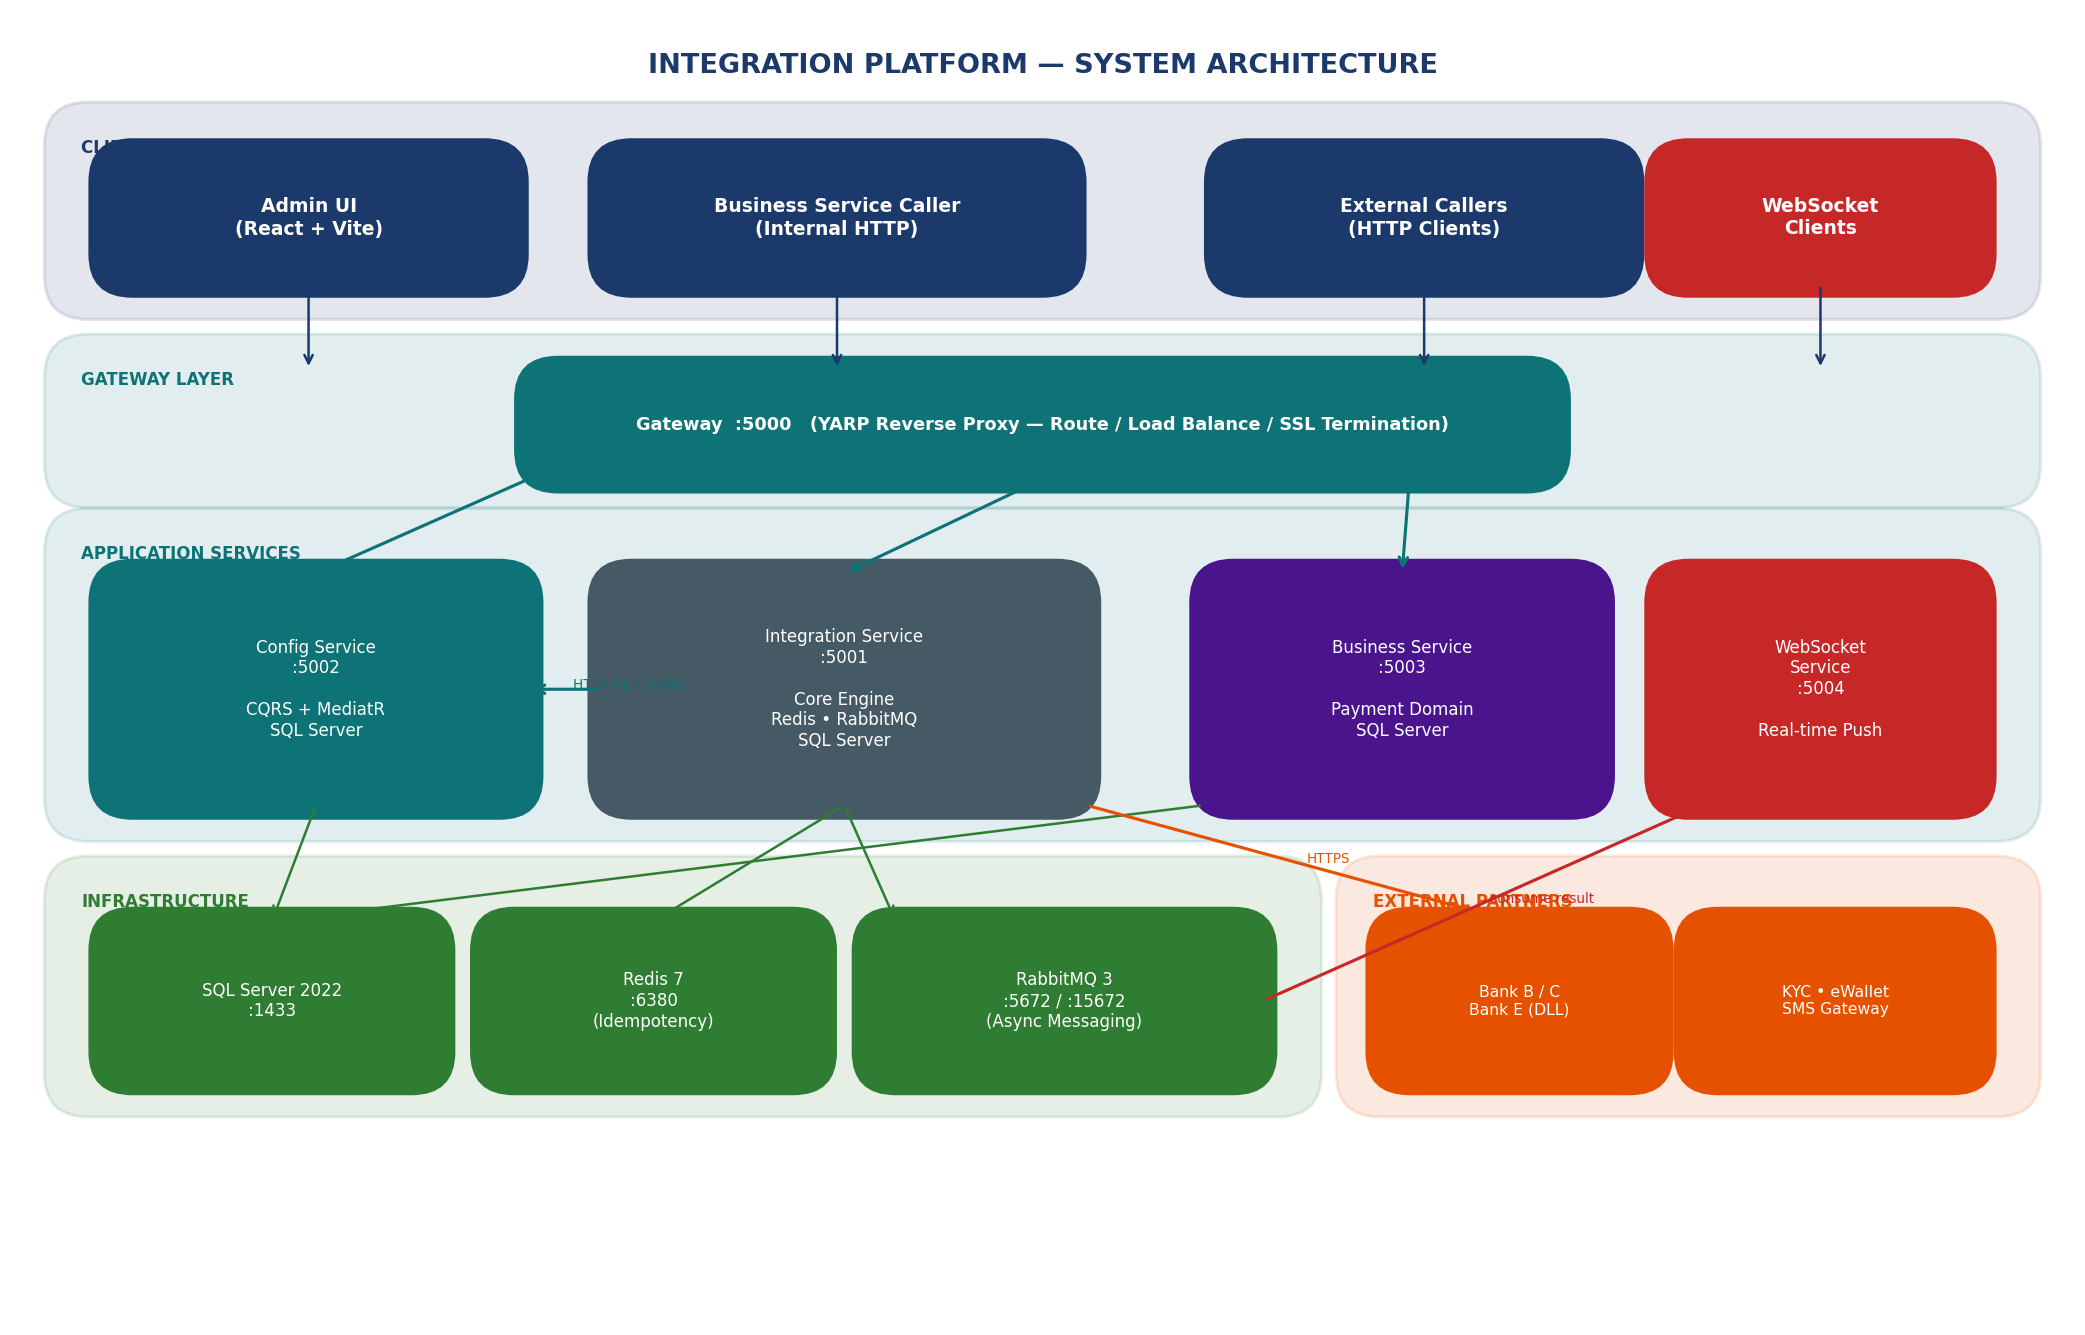 INTEGRATION PLATFORM — SYSTEM ARCHITECTURE
Admin UI
(React + Vite)
Business Service Caller
(Internal HTTP)
External Callers
(HTTP Clients)
WebSocket
Clients
GATEWAY LAYER
Gateway :5000 (YARP Reverse Proxy — Route / Load Balance / SSL Termination)
APPLICATION SERVICES
Config Service
:5002
CQRS + MediatR
SQL Server
Integration Service
:5001
Core Engine
Redis • RabbitMQ
SQL Server
Business Service
:5003
Payment Domain
SQL Server
WebSocket
Service
:5004
Real-time Push
HTTPS
INFRASTRUCTURE
SQL Server 2022
:1433
Redis 7
:6380
(Idempotency)
RabbitMQ 3
:5672 / :15672
(Async Messaging)
EXTERNAL PARTNERS
result
Bank B / C
Bank E (DLL)
KYC • eWallet
SMS Gateway